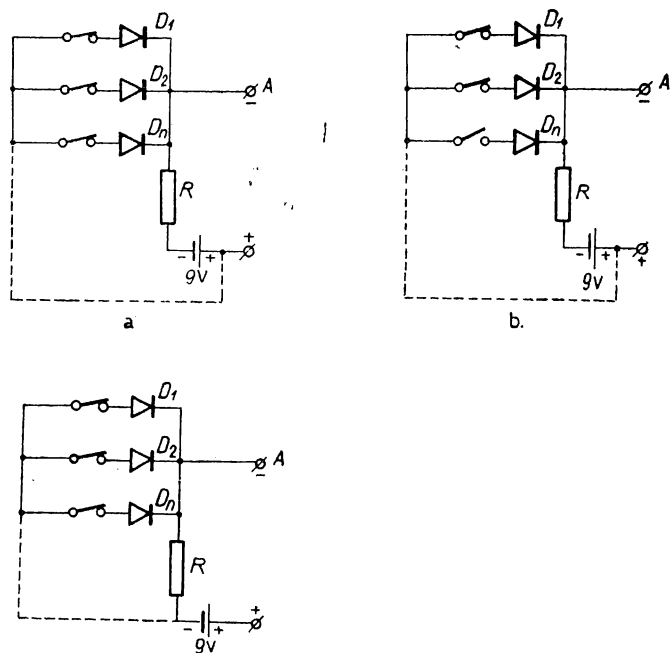 D1
D2
A
Dn
R
- +
+
9V
a
D1
D2
A
Dn
R
- +
+
9V
b.
D1
D2
A
Dn
R
- +
+
9V